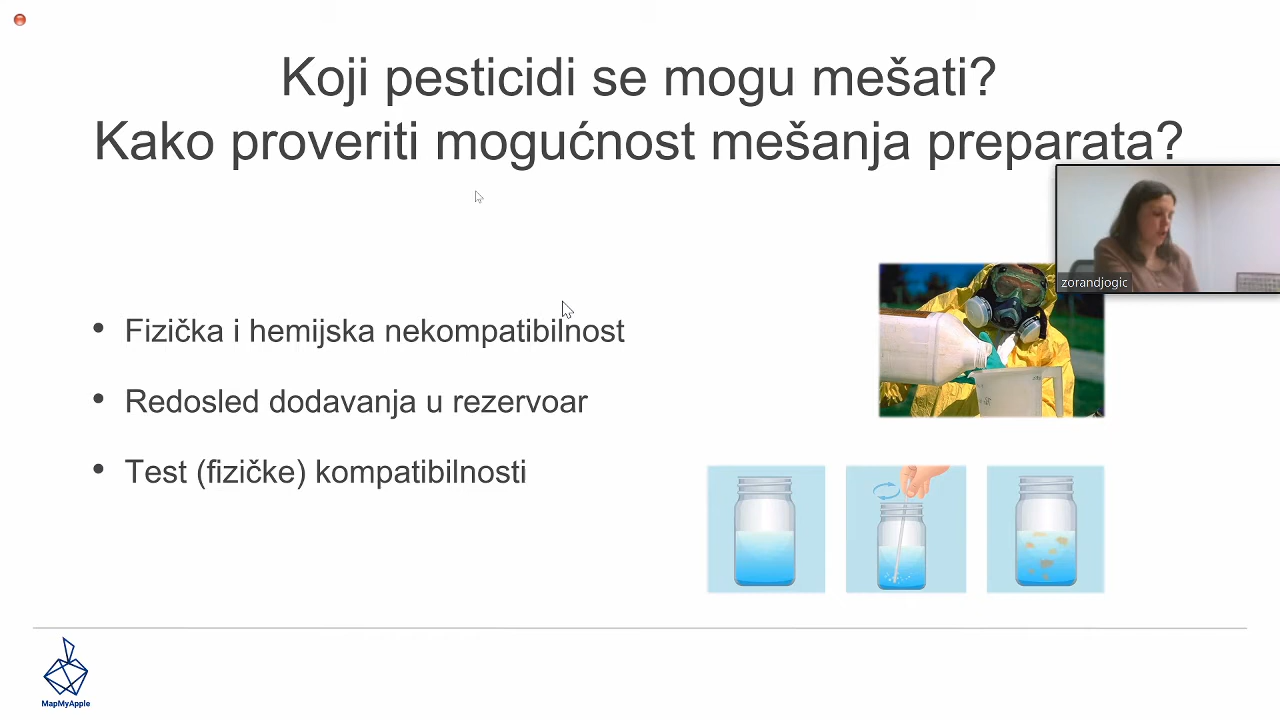 Koji pesticidi se mogu mešati?
Kako proveriti mogućnost mešanja preparata?
zorandjogic
• Fizička i hemijska nekompatibilnost
• Redosled dodavanja u rezervoar
• Test (fizičke) kompatibilnosti
MapMyApple